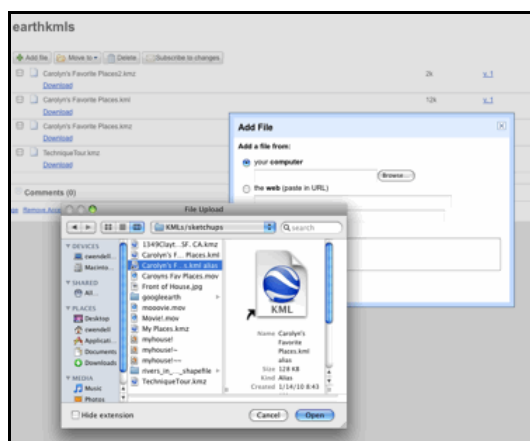 earthkmls
Add file Move to Delete Subscribe to changes
Carolyn's Favorite Places2.kmz 2k v. 1
Download
Carolyn's Favorite Places.kml 12k v. 1
Download
Carolyn's Favorite Places.kmz
Download
TechniqueTour.kmz
Download
Comments (0)
Add File
Add a file from:
your computer
Browse...
the web (paste in URL)
File Upload
KMLs/sketchups
search
DEVICES
cwendell...
Macinto...
SHARED
All...
PLACES
Desktop
cwendell
Applicati...
Documents
Downloads
MEDIA
Music
Photos
1349Clayt...SF. CA.kmz
Carolyn's F... Places.kml
Carolyn's F...s.kml alias
Caroyns Fav Places.mov
Front of House.jpg
googleearth
mooovie.mov
Movie!.mov
My Places.kmz
myhouse!
myhouse!~
myhouse!~~
rivers_in_..._shapefile
TechniqueTour.kmz
KML
Name Carolyn's
Favorite
Places.kml
alias
Size 128 KB
Kind Alias
Created 1/14/10 8:43
Hide extension
Cancel Open